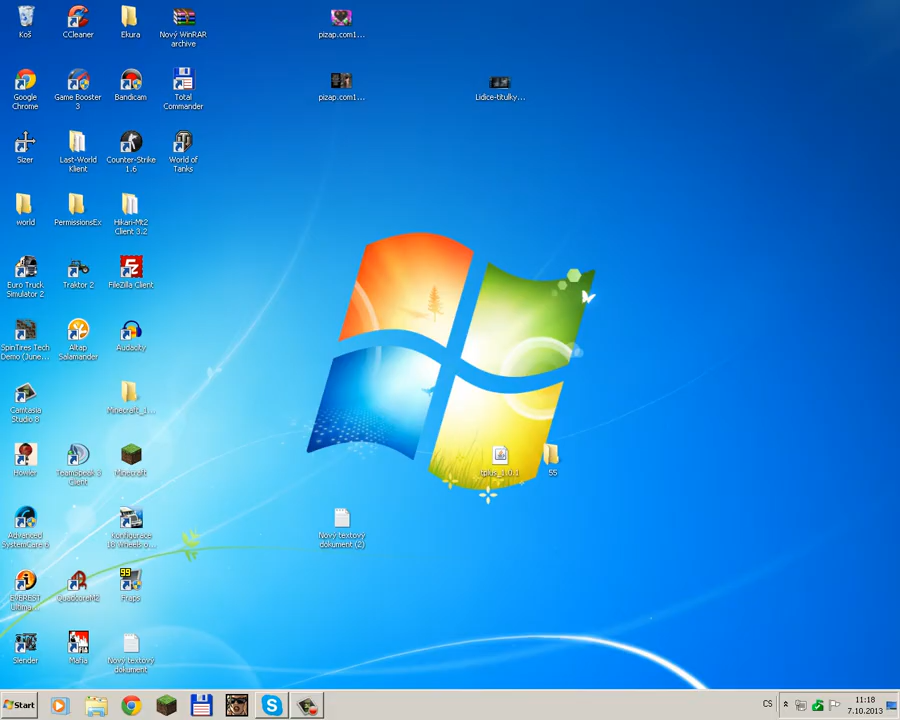 Koš
CCleaner
Ekura
Nový WinRAR
archive
pizap.com1...
Google
Chrome
Game Booster
3
Bandicam
Total
Commander
pizap.com1...
Lidice-titulky...
Sizer
Last-World
Klient
Counter-Strike
1.6
World of
Tanks
world
PermissionsEx
Hikari-Mt2
Client 3.2
Euro Truck
Simulator 2
Traktor 2
FileZilla Client
SpinTires-Tech
Demo (June...
Altap
Salamander
Audacity
Camtasia
Studio 8
Minecraft_1...
Howler
TeamSpeak 3
Client
Minecraft
SS
Advanced
SystemCare 6
Konfigurace
18 Wheels o...
Nový textový
dokument (2)
EVEREST
Ultima...
QuadcoreM2
99
Fraps
Slender
Mafia
Nový textový
dokument
Start
CS
11:18
7.10.2013